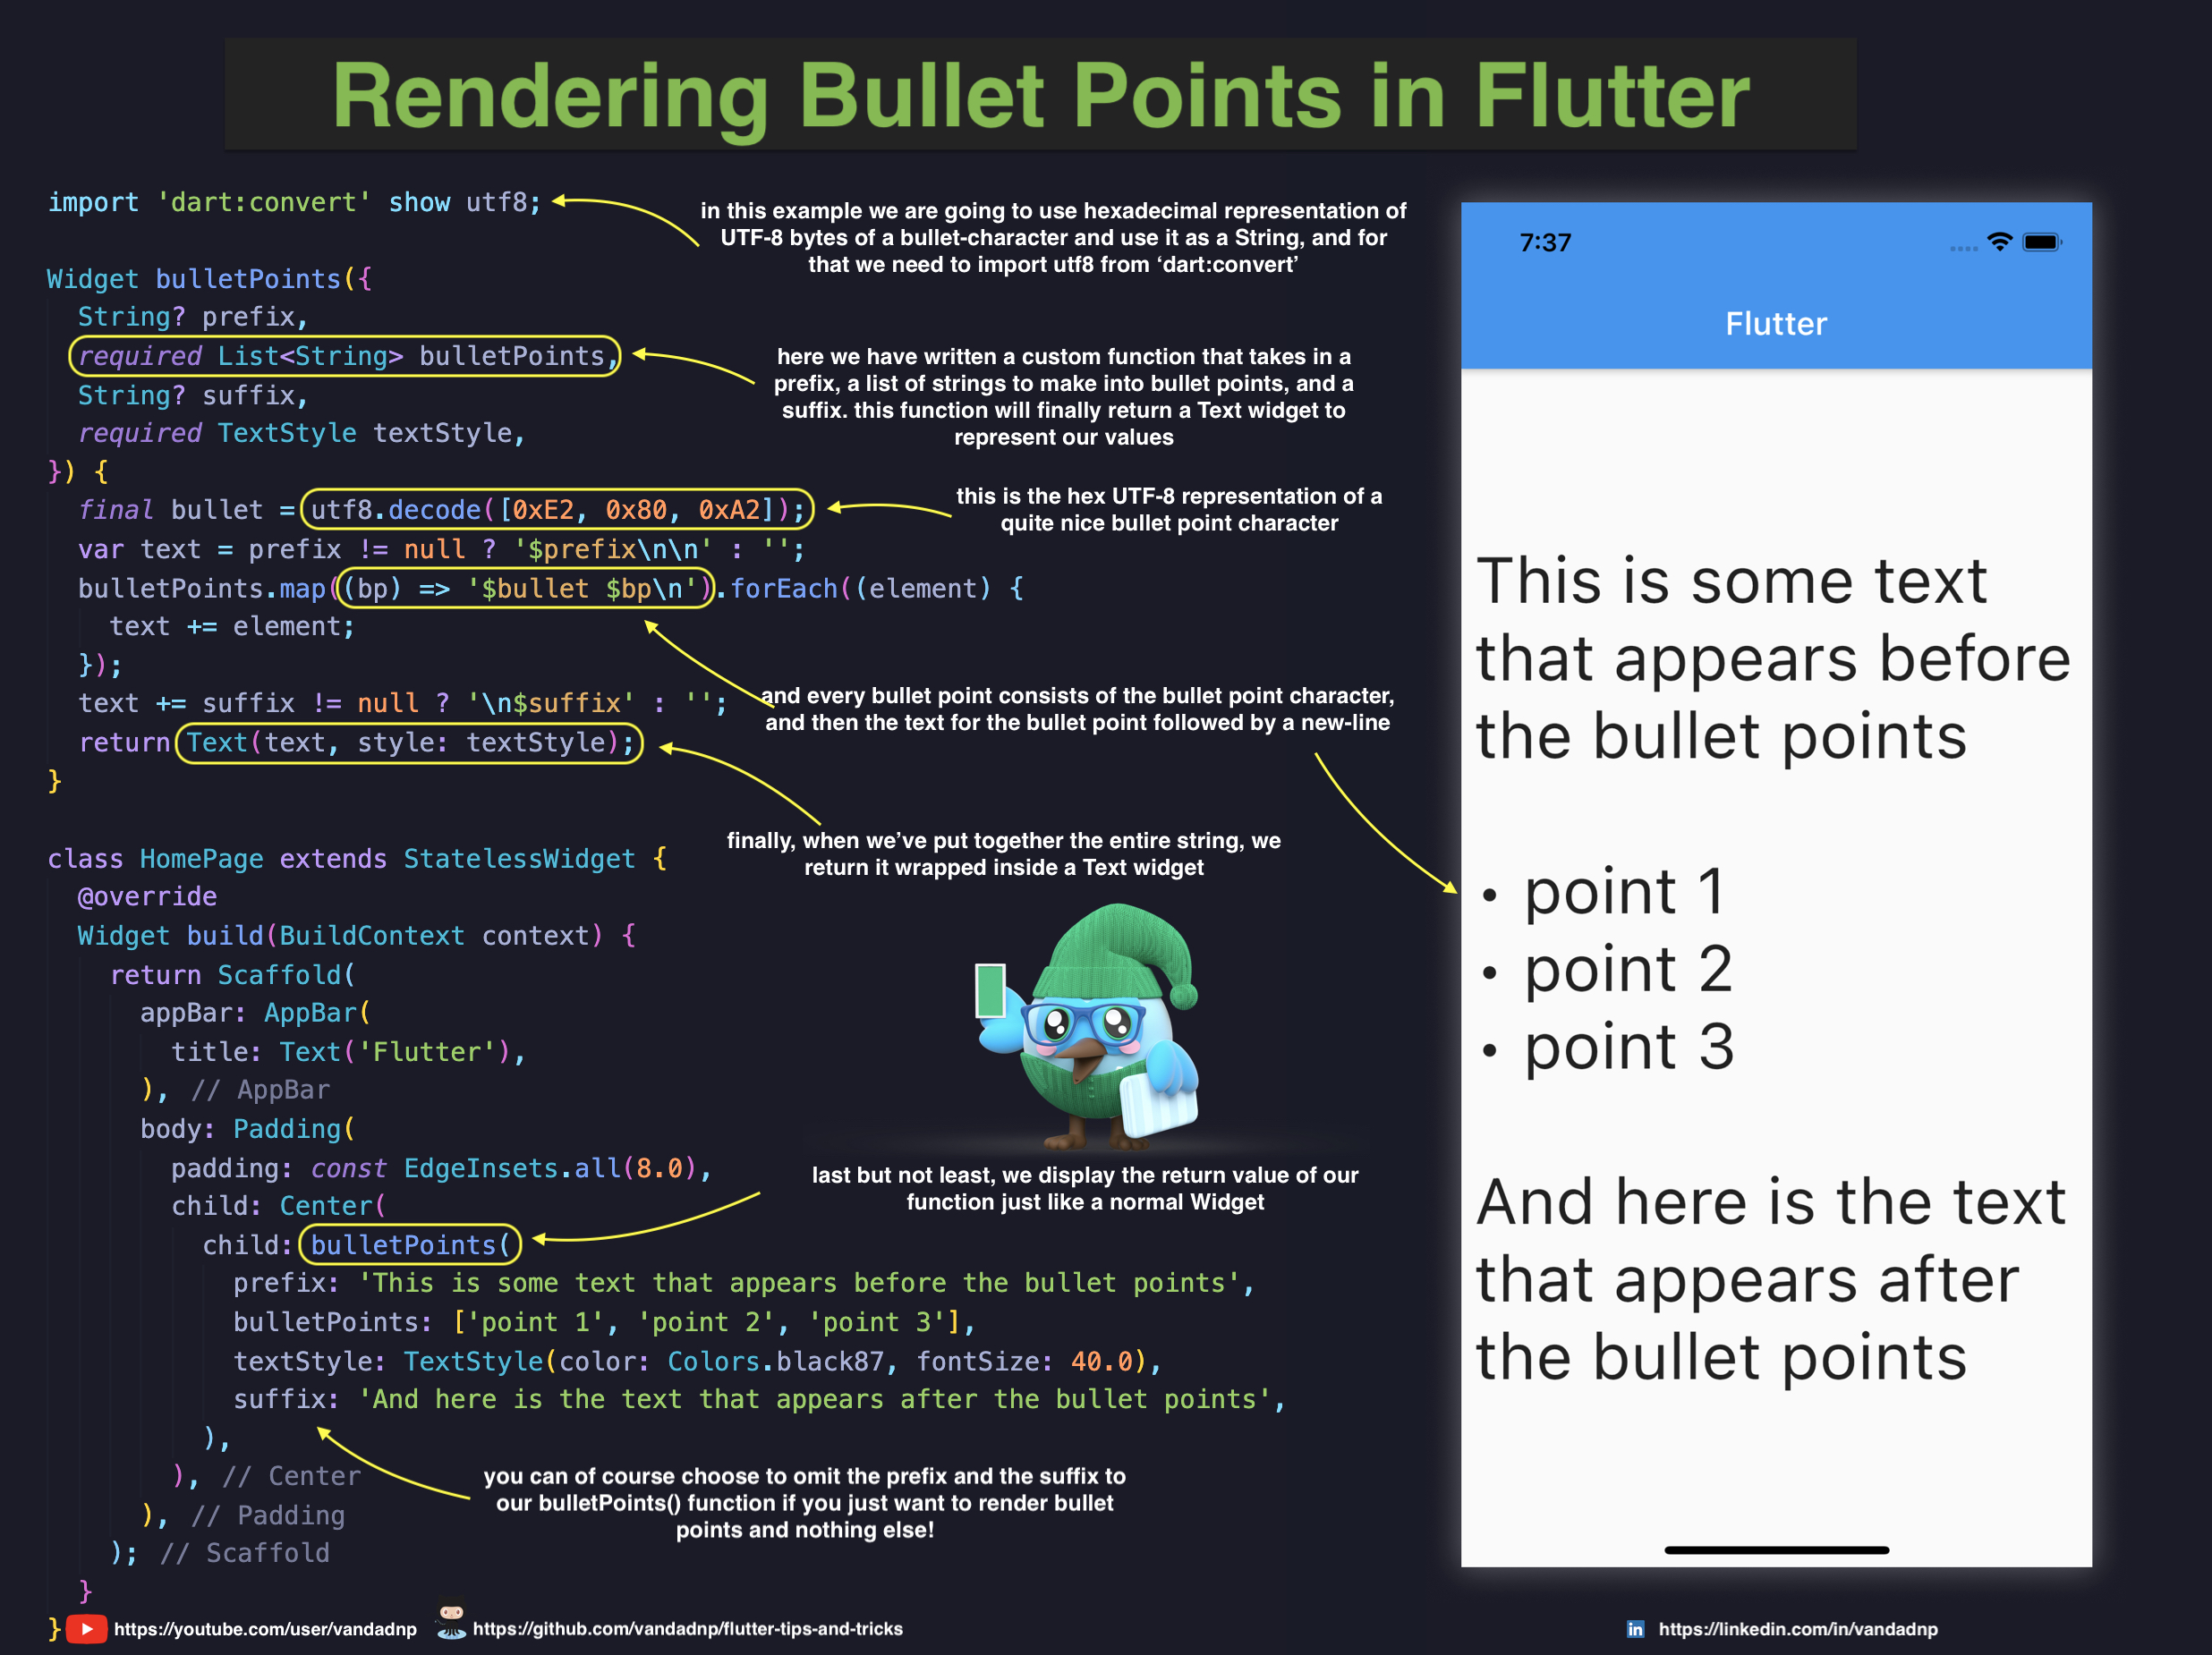 Rendering Bullet Points in Flutter
import 'dart:convert' show utf8;
in this example we are going to use hexadecimal representation of
UTF-8 bytes of a bullet-character and use it as a String, and for
that we need to import utf8 from ‘dart:convert’
Widget bulletPoints({
String? prefix,
required List<String> bulletPoints,
String? suffix,
required TextStyle textStyle,
}) {
here we have written a custom function that takes in a
prefix, a list of strings to make into bullet points, and a
suffix. this function will finally return a Text widget to
represent our values
final bullet = utf8.decode([0xE2, 0x80, 0xA2]);
this is the hex UTF-8 representation of a
quite nice bullet point character
var text = prefix != null ? '$prefix\n\n' : '';
bulletPoints.map((bp) => '$bullet $bp\n').forEach((element) {
text += element;
});
text += suffix != null ? '\n$suffix' : '';
return Text(text, style: textStyle);
}
and every bullet point consists of the bullet point character,
and then the text for the bullet point followed by a new-line
finally, when we’ve put together the entire string, we
return it wrapped inside a Text widget
class HomePage extends StatelessWidget {
@override
Widget build(BuildContext context) {
return Scaffold(
appBar: AppBar(
title: Text('Flutter'),
), // AppBar
body: Padding(
padding: const EdgeInsets.all(8.0),
child: Center(
child: bulletPoints(
prefix: 'This is some text that appears before the bullet points',
bulletPoints: ['point 1', 'point 2', 'point 3'],
textStyle: TextStyle(color: Colors.black87, fontSize: 40.0),
suffix: 'And here is the text that appears after the bullet points',
),
), // Center
), // Padding
); // Scaffold
}
}
last but not least, we display the return value of our
function just like a normal Widget
you can of course choose to omit the prefix and the suffix to
our bulletPoints() function if you just want to render bullet
points and nothing else!
7:37
Flutter
This is some text
that appears before
the bullet points
• point 1
• point 2
• point 3
And here is the text
that appears after
the bullet points
https://youtube.com/user/vandadnp
https://github.com/vandadnp/flutter-tips-and-tricks
in
https://linkedin.com/in/vandadnp